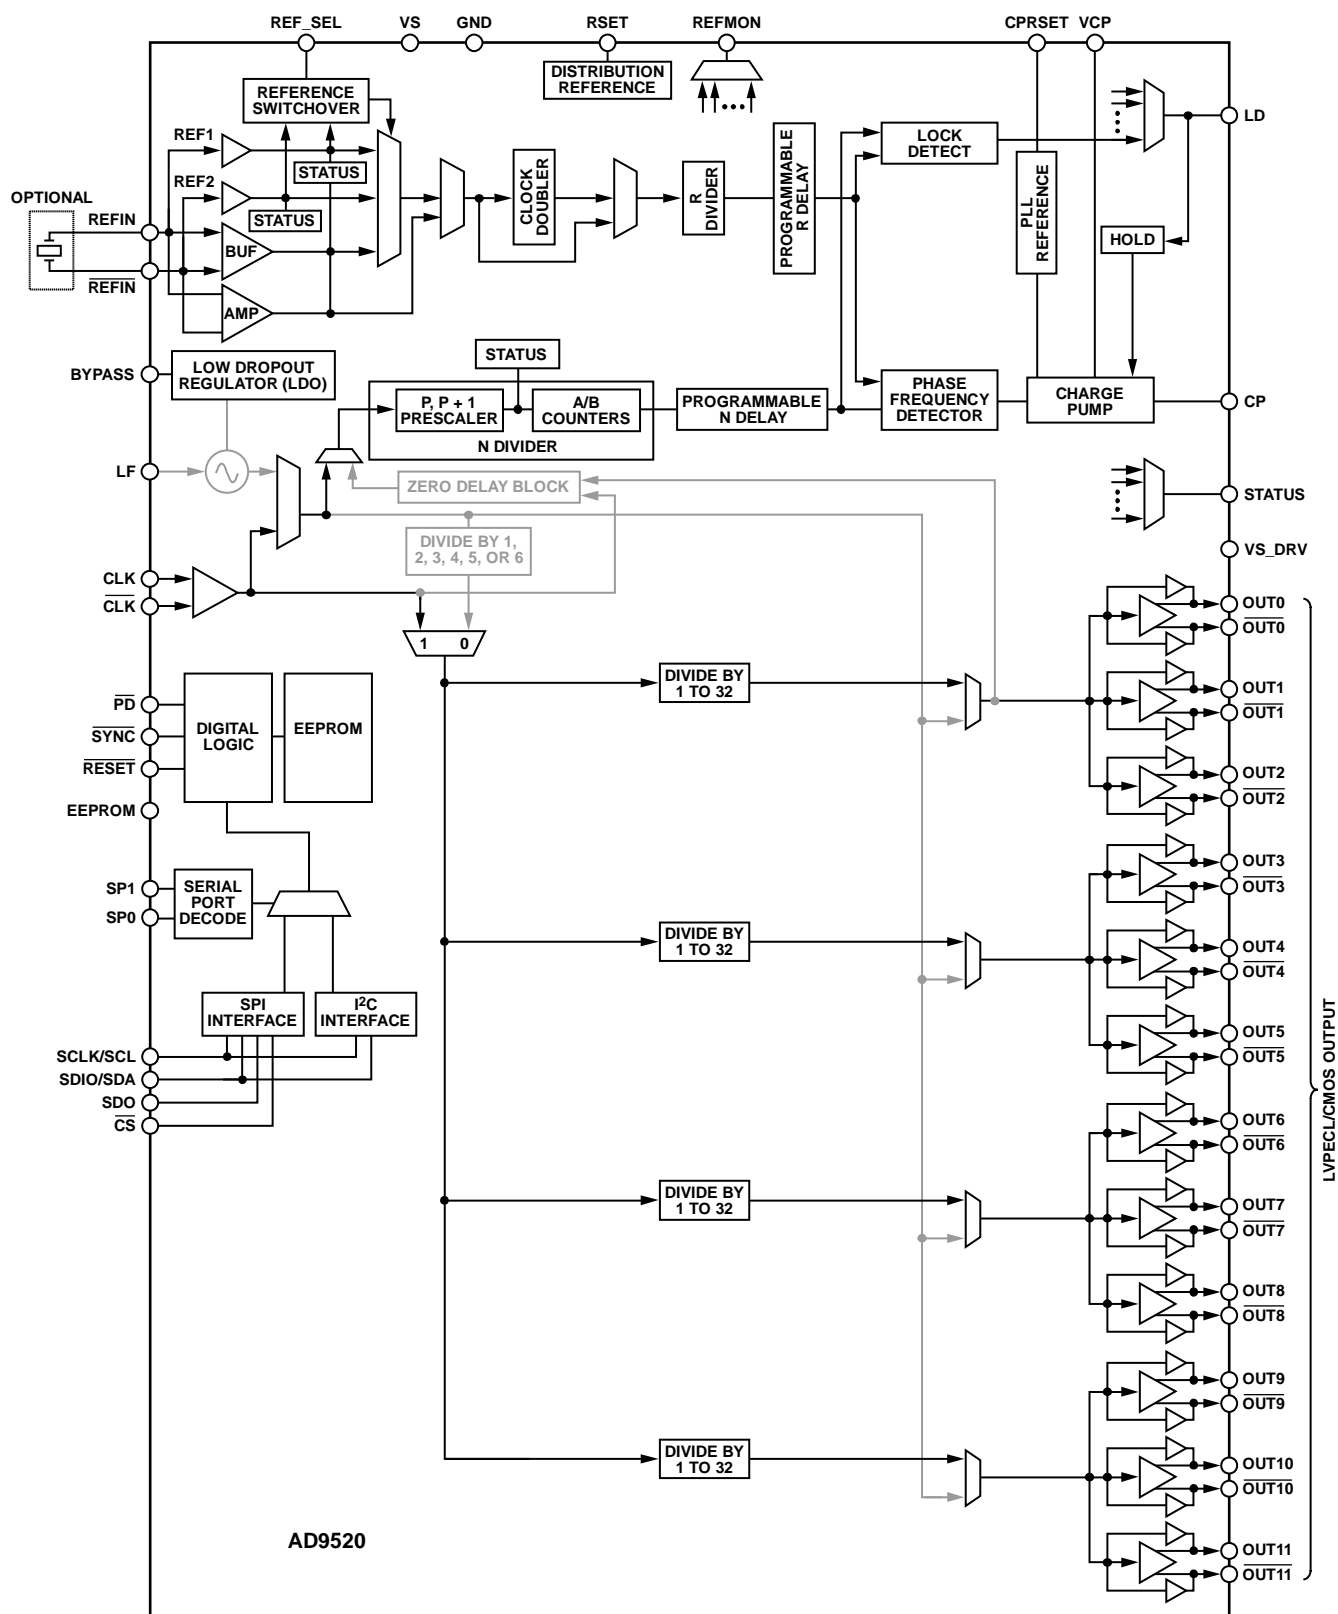 REF_SEL
VS
GND
RSET
REFMON
CPRSET
VCP
DISTRIBUTION
REFERENCE
REFERENCE
SWITCHOVER
LD
REF1
REF2
STATUS
STATUS
OPTIONAL
REFIN
REFIN
BUF
AMP
CLOCK
DOUBLER
R
DIVIDER
PROGRAMMABLE
R DELAY
LOCK
DETECT
PLL
REFERENCE
HOLD
BYPASS
LOW DROPOUT
REGULATOR (LDO)
STATUS
P, P + 1
PRESCALER
A/B
COUNTERS
N DIVIDER
PROGRAMMABLE
N DELAY
PHASE
FREQUENCY
DETECTOR
CHARGE
PUMP
CP
LF
ZERO DELAY BLOCK
STATUS
DIVIDE BY 1,
2, 3, 4, 5, OR 6
VS_DRV
CLK
CLK
1 0
OUT0
OUT0
DIVIDE BY
1 TO 32
OUT1
OUT1
PD
SYNC
RESET
DIGITAL
LOGIC
EEPROM
EEPROM
OUT2
OUT2
SP1
SP0
SERIAL
PORT
DECODE
OUT3
OUT3
DIVIDE BY
1 TO 32
OUT4
OUT4
SPI
INTERFACE
I²C
INTERFACE
OUT5
OUT5
SCLK/SCL
SDIO/SDA
SDO
CS
OUT6
OUT6
LVPECL/CMOS OUTPUT
DIVIDE BY
1 TO 32
OUT7
OUT7
OUT8
OUT8
OUT9
OUT9
DIVIDE BY
1 TO 32
OUT10
OUT10
AD9520
OUT11
OUT11